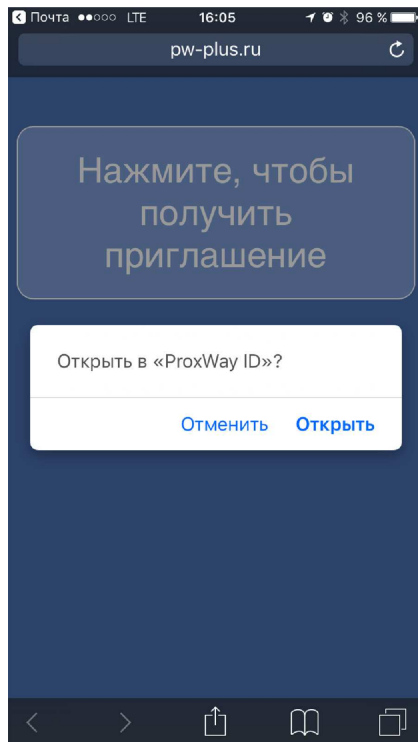 Почта LTE 16:05 96 %
pw-plus.ru
Нажмите, чтобы
получить
приглашение
Открыть в «ProxWay ID»?
Отменить Открыть